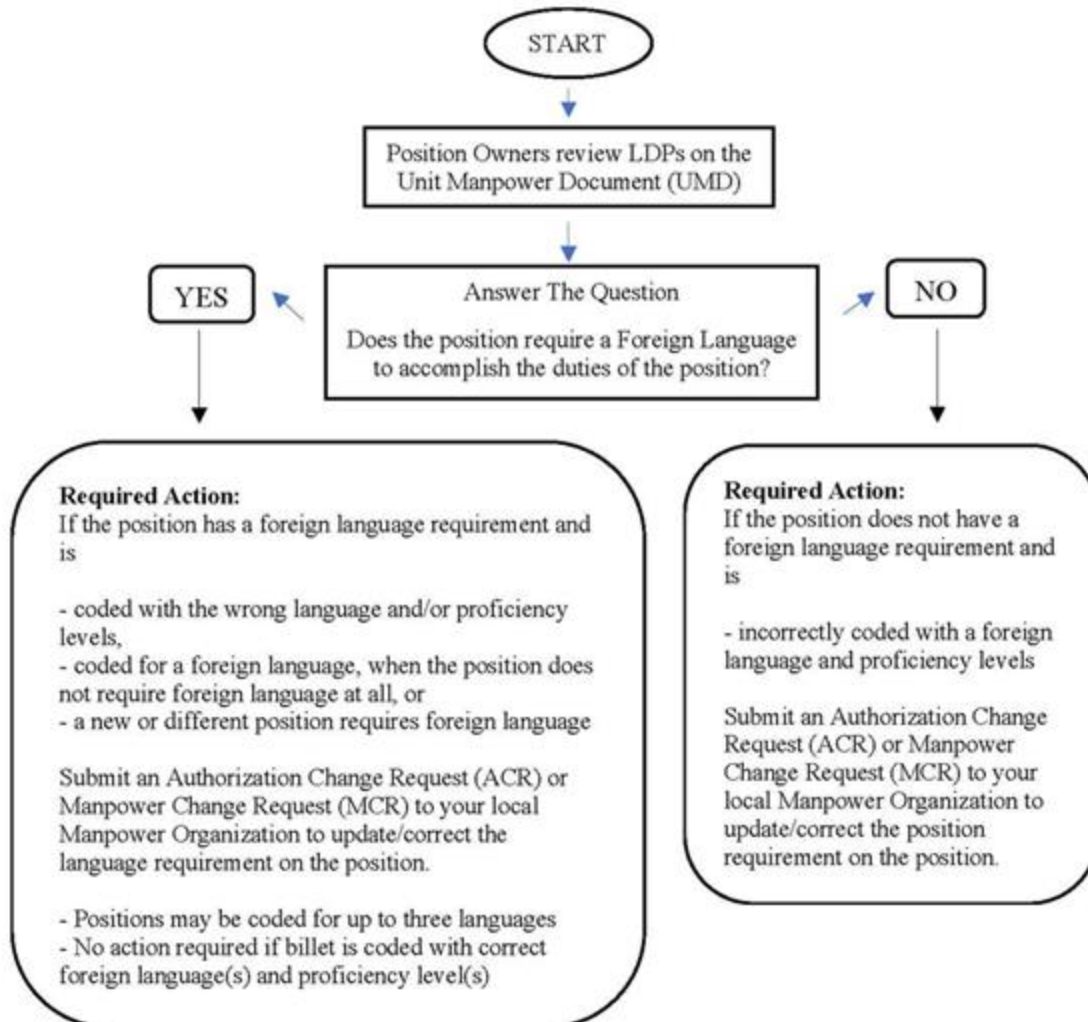 START
Position Owners review LDPs on the
Unit Manpower Document (UMD)
YES
Answer The Question
Does the position require a Foreign Language
to accomplish the duties of the position?
NO
Required Action:
If the position has a foreign language requirement and
is
- coded with the wrong language and/or proficiency
levels,
- coded for a foreign language, when the position does
not require foreign language at all, or
- a new or different position requires foreign language
Submit an Authorization Change Request (ACR) or
Manpower Change Request (MCR) to your local
Manpower Organization to update/correct the
language requirement on the position.
- Positions may be coded for up to three languages
- No action required if billet is coded with correct
foreign language(s) and proficiency level(s)
Required Action:
If the position does not have a
foreign language requirement and
is
- incorrectly coded with a foreign
language and proficiency levels
Submit an Authorization Change
Request (ACR) or Manpower
Change Request (MCR) to your
local Manpower Organization to
update/correct the position
requirement on the position.